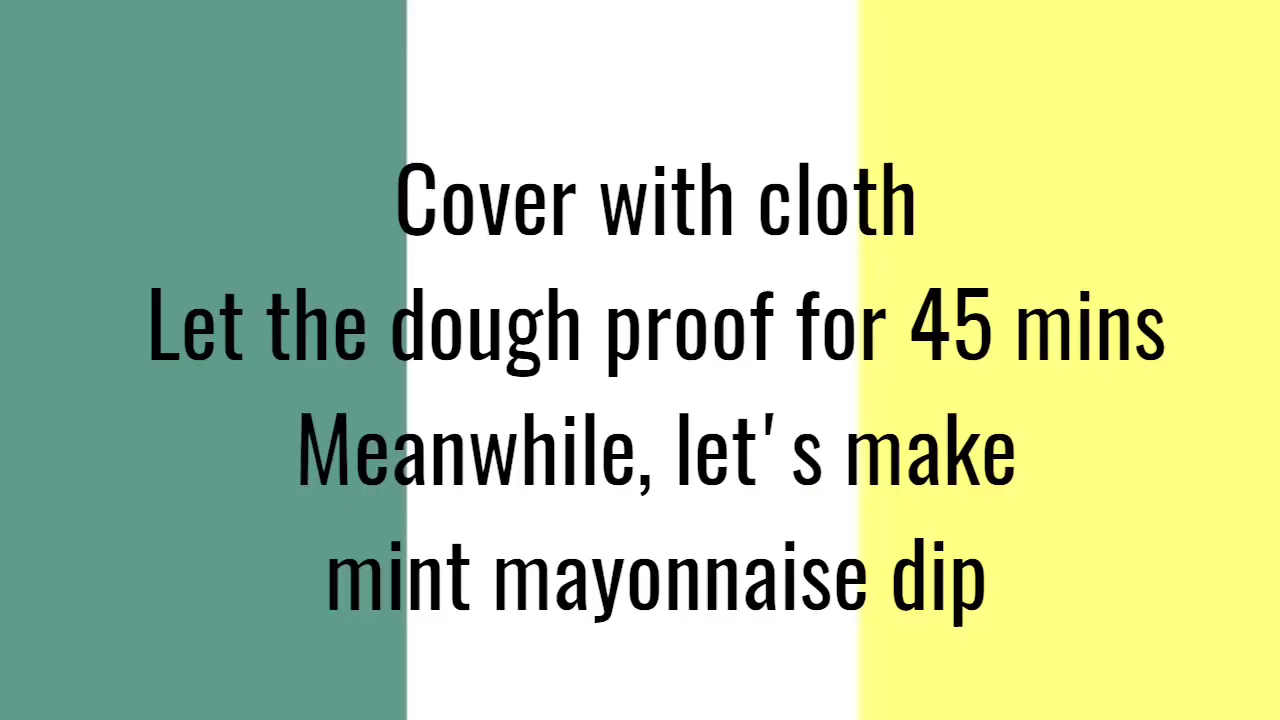 Cover with cloth
Let the dough proof for 45 mins
Meanwhile, let's make
mint mayonnaise dip